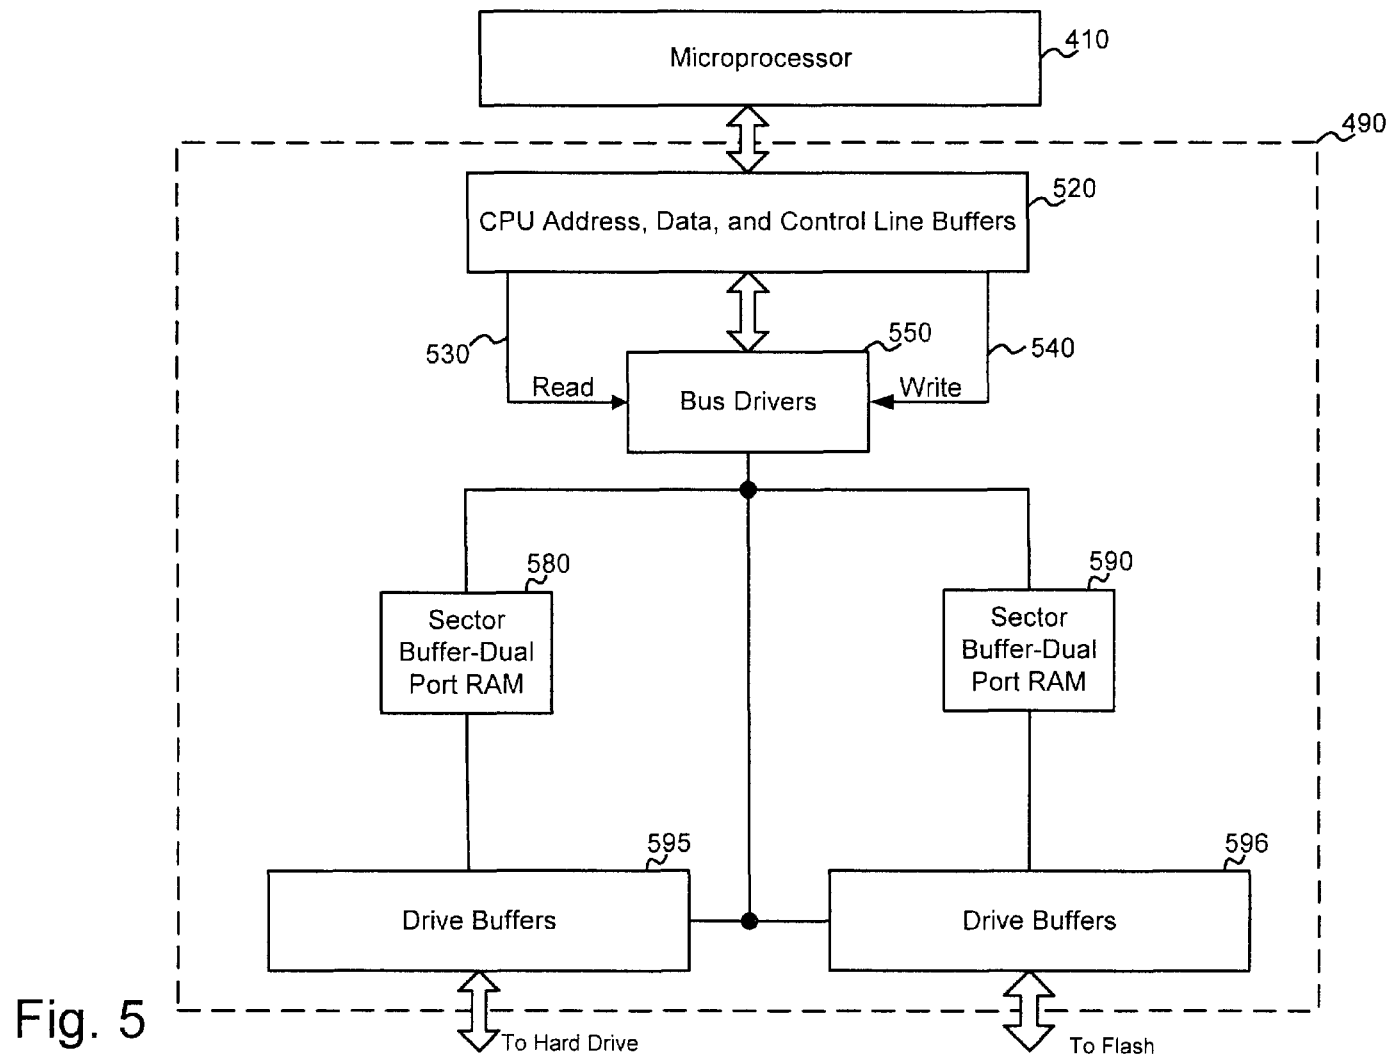 Microprocessor
410
490
520
CPU Address, Data, and Control Line Buffers
530
550
540
Read
Bus Drivers
Write
580
590
Sector
Buffer-Dual
Port RAM
Sector
Buffer-Dual
Port RAM
595
596
Drive Buffers
Drive Buffers
Fig. 5
To Hard Drive
To Flash